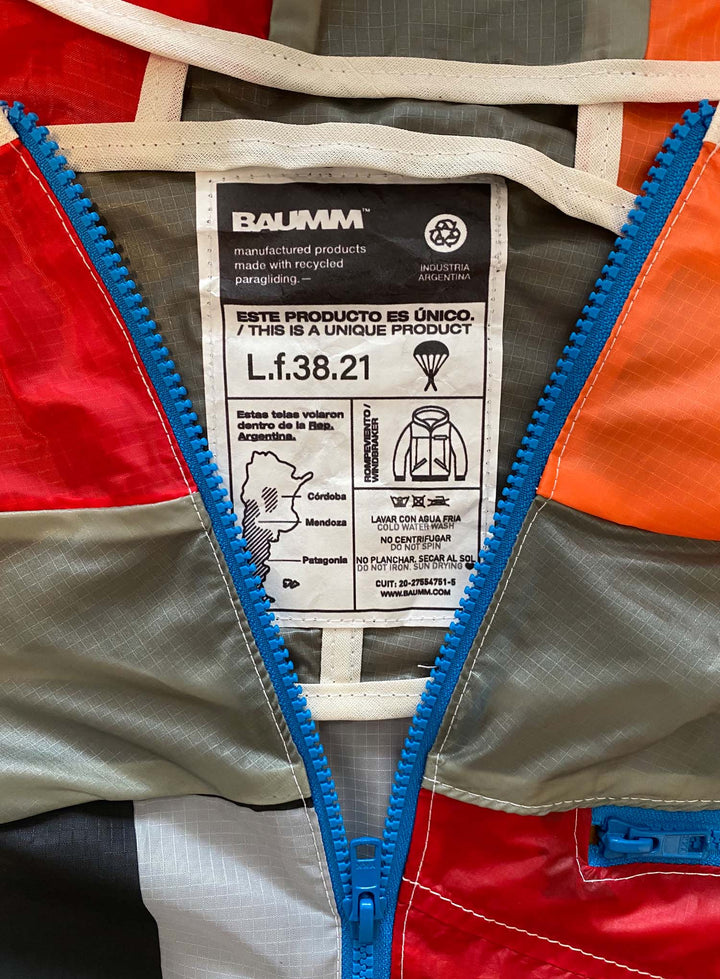 BAUMM™
manufactured products
made with recycled
paragliding.—
INDUSTRIA
ARGENTINA
ESTE PRODUCTO ES ÚNICO.
/ THIS IS A UNIQUE PRODUCT
L.f.38.21
Estas telas volaron
dentro de la Rep.
Argentina.
Córdoba
Mendoza
Patagonia
ROMPEVIENTO /
WINDBRAKER
LAVAR CON AGUA FRIA
COLD WATER WASH
NO CENTRIFUGAR
DO NOT SPIN
NO PLANCHAR, SECAR AL SOL
DO NOT IRON, SUN DRYING
CUIT: 20-27554751-5
WWW.BAUMM.COM